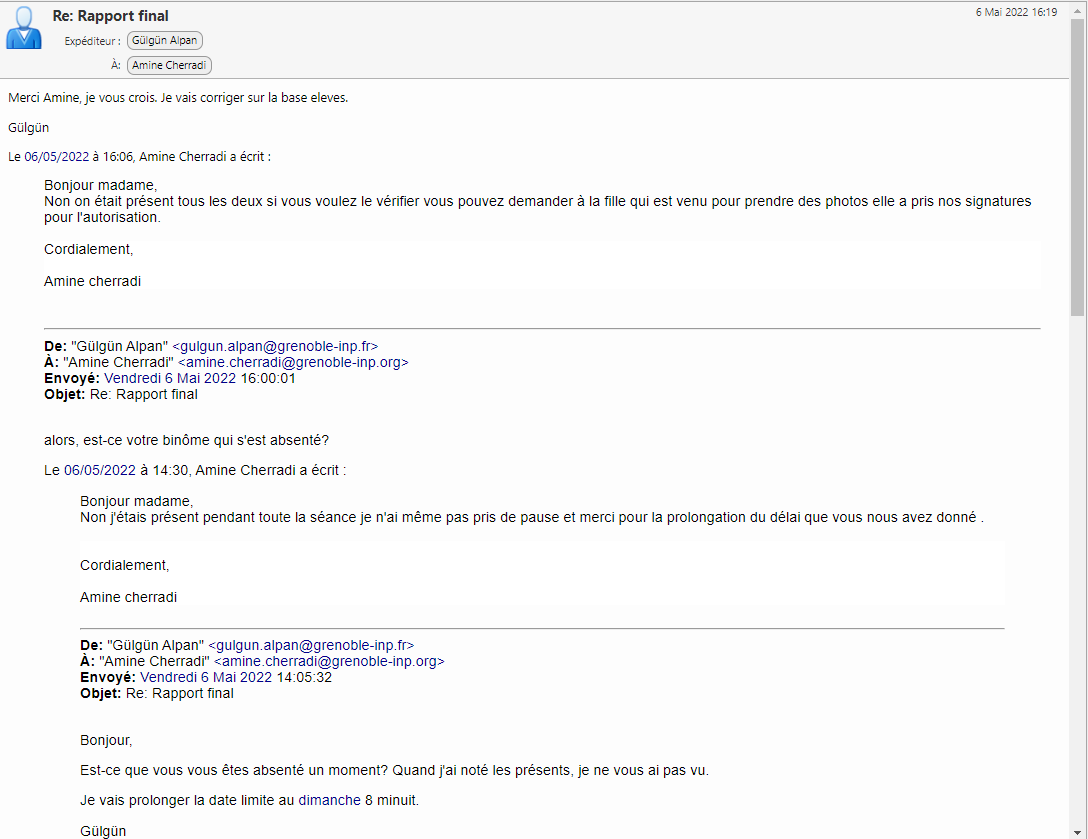 Re: Rapport final
6 Mai 2022 16:19
Expéditeur : Gülgün Alpan
À: Amine Cherradi
Merci Amine, je vous crois. Je vais corriger sur la base eleves.
Gülgün
Le 06/05/2022 à 16:06, Amine Cherradi a écrit :
Bonjour madame,
Non on était présent tous les deux si vous voulez le vérifier vous pouvez demander à la fille qui est venu pour prendre des photos elle a pris nos signatures
pour l'autorisation.
Cordialement,
Amine cherradi
De: "Gülgün Alpan" <gulgun.alpan@grenoble-inp.fr>
À: "Amine Cherradi" <amine.cherradi@grenoble-inp.org>
Envoyé: Vendredi 6 Mai 2022 16:00:01
Objet: Re: Rapport final
alors, est-ce votre binôme qui s'est absenté?
Le 06/05/2022 à 14:30, Amine Cherradi a écrit :
Bonjour madame,
Non j'étais présent pendant toute la séance je n'ai même pas pris de pause et merci pour la prolongation du délai que vous nous avez donné .
Cordialement,
Amine cherradi
De: "Gülgün Alpan" <gulgun.alpan@grenoble-inp.fr>
À: "Amine Cherradi" <amine.cherradi@grenoble-inp.org>
Envoyé: Vendredi 6 Mai 2022 14:05:32
Objet: Re: Rapport final
Bonjour,
Est-ce que vous vous êtes absenté un moment? Quand j'ai noté les présents, je ne vous ai pas vu.
Je vais prolonger la date limite au dimanche 8 minuit.
Gülgün